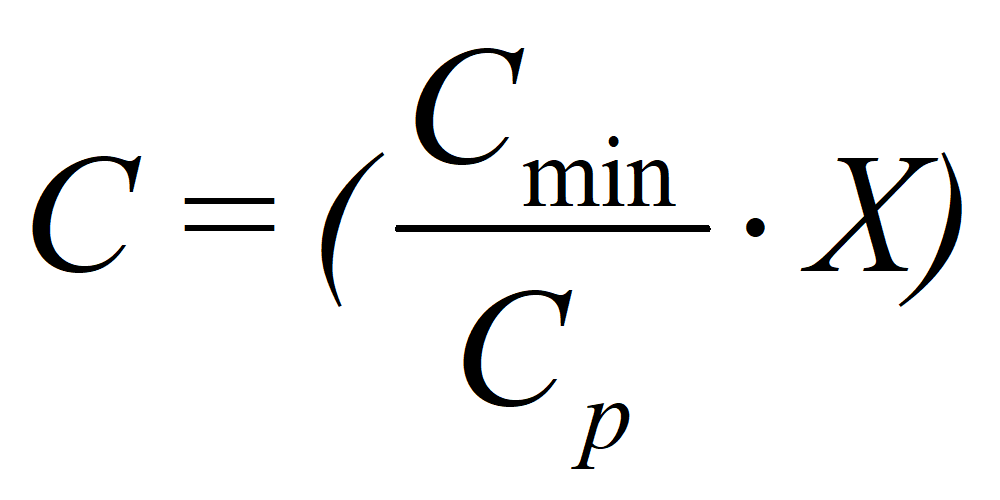 C = (C_min / C_p · X)